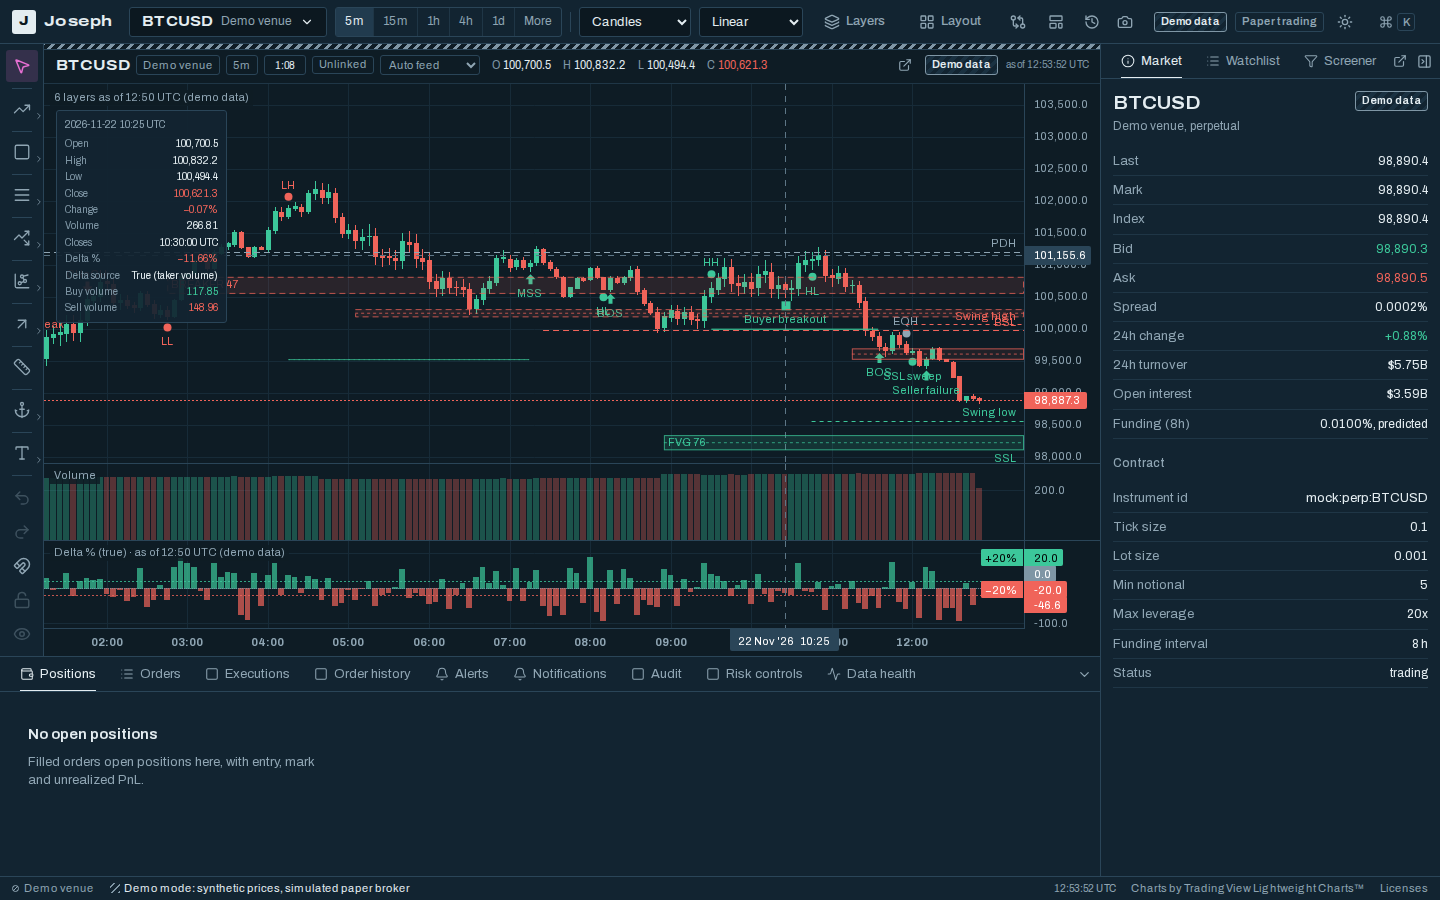 J Joseph BTCUSD Demo venue 5m 15m 1h 4h 1d More Candles Linear Layers Layout Demo data Paper trading ⌘ K
BTCUSD Demo venue 5m 1:08 Unlinked Auto feed O 100,700.5 H 100,832.2 L 100,494.4 C 100,621.3 Demo data as of 12:53:52 UTC
6 layers as of 12:50 UTC (demo data)
2026-11-22 10:25 UTC
Open 100,700.5
High 100,832.2
Low 100,494.4
Close 100,621.3
Change −0.07%
Volume 266.81
Closes 10:30:00 UTC
Delta % −11.66%
Delta source True (taker volume)
Buy volume 117.85
Sell volume 148.96
LH
LL
47
MSS
HL
BOS
HH
HL
Buyer breakout
EQH
BOS
SSL sweep
Seller failure
PDH
Swing high
BSL
Swing low
FVG 76
SSL
103,500.0
103,000.0
102,500.0
102,000.0
101,500.0
101,155.6
101,000.0
100,500.0
100,000.0
99,500.0
99,000.0
98,887.3
98,500.0
98,000.0
Volume
200.0
Delta % (true) · as of 12:50 UTC (demo data)
+20% 20.0
0.0
−20% -20.0
-46.6
-100.0
02:00 03:00 04:00 05:00 06:00 07:00 08:00 09:00 22 Nov '26 10:25 12:00
Positions Orders Executions Order history Alerts Notifications Audit Risk controls Data health
No open positions
Filled orders open positions here, with entry, mark
and unrealized PnL.
Market Watchlist Screener
BTCUSD Demo data
Demo venue, perpetual
Last 98,890.4
Mark 98,890.4
Index 98,890.4
Bid 98,890.3
Ask 98,890.5
Spread 0.0002%
24h change +0.88%
24h turnover $5.75B
Open interest $3.59B
Funding (8h) 0.0100%, predicted
Contract
Instrument id mock:perp:BTCUSD
Tick size 0.1
Lot size 0.001
Min notional 5
Max leverage 20x
Funding interval 8 h
Status trading
Demo venue Demo mode: synthetic prices, simulated paper broker 12:53:52 UTC Charts by TradingView Lightweight Charts™ Licenses